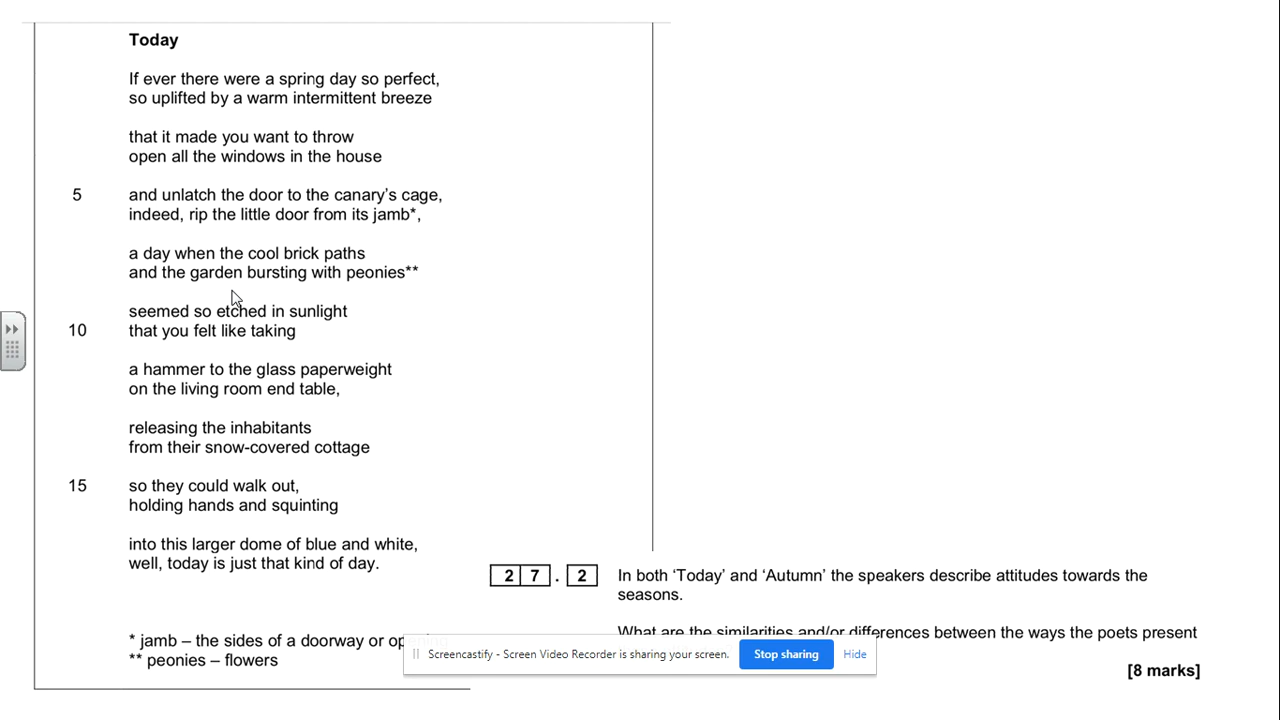 Today
If ever there were a spring day so perfect,
so uplifted by a warm intermittent breeze
that it made you want to throw
open all the windows in the house
5 and unlatch the door to the canary's cage,
indeed, rip the little door from its jamb*,
a day when the cool brick paths
and the garden bursting with peonies**
seemed so etched in sunlight
10 that you felt like taking
a hammer to the glass paperweight
on the living room end table,
releasing the inhabitants
from their snow-covered cottage
15 so they could walk out,
holding hands and squinting
into this larger dome of blue and white,
well, today is just that kind of day.
* jamb – the sides of a doorway or
** peonies – flowers
27.2 In both 'Today' and 'Autumn' the speakers describe attitudes towards the
seasons.
What are the similarities and/or differences between the ways the poets present
[8 marks]
Screencastify - Screen Video Recorder is sharing your screen. Stop sharing Hide